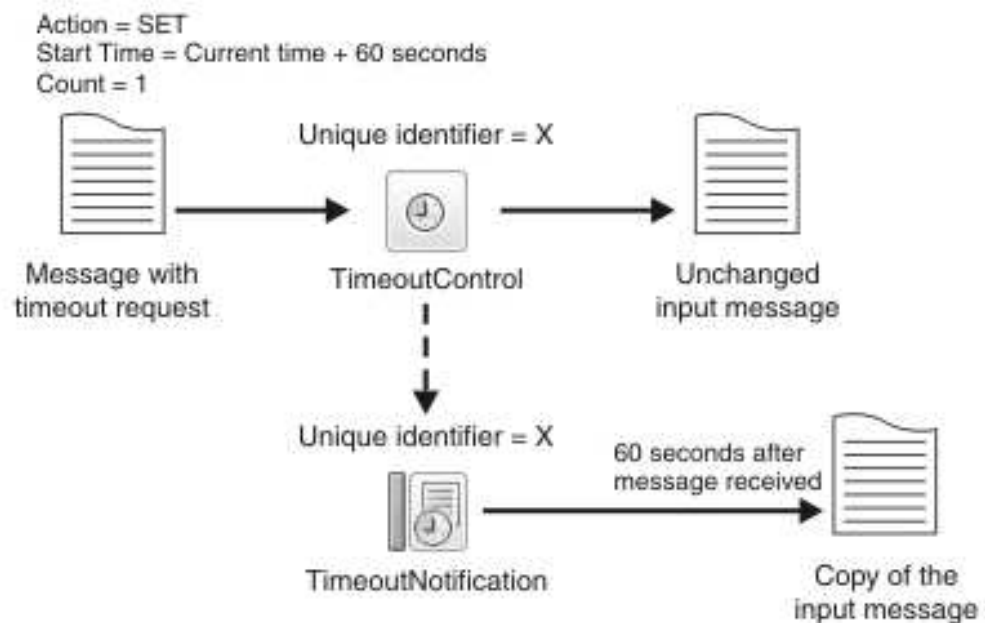 Action = SET
Start Time = Current time + 60 seconds
Count = 1
Unique identifier = X
Message with
timeout request
TimeoutControl
Unchanged
input message
Unique identifier = X
60 seconds after
message received
TimeoutNotification
Copy of the
input message